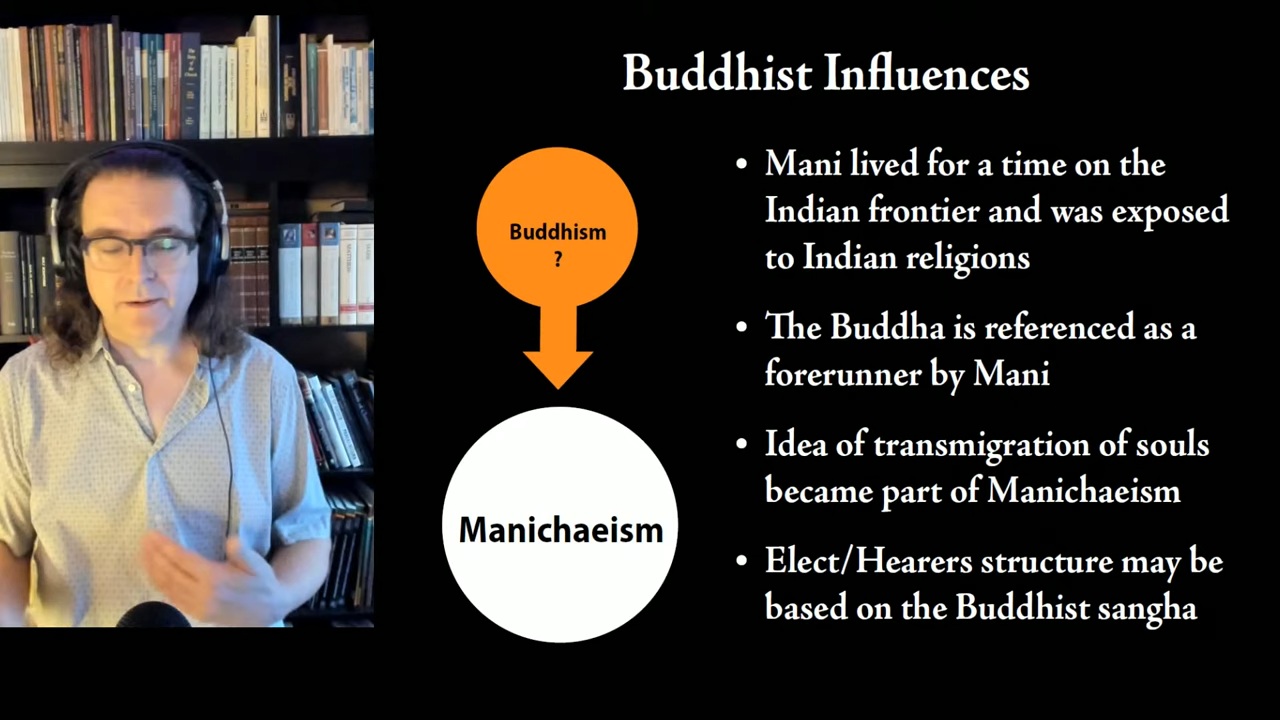 Buddhist Influences
Buddhism
?
Manichaeism
• Mani lived for a time on the
Indian frontier and was exposed
to Indian religions
• The Buddha is referenced as a
forerunner by Mani
• Idea of transmigration of souls
became part of Manichaeism
• Elect/Hearers structure may be
based on the Buddhist sangha